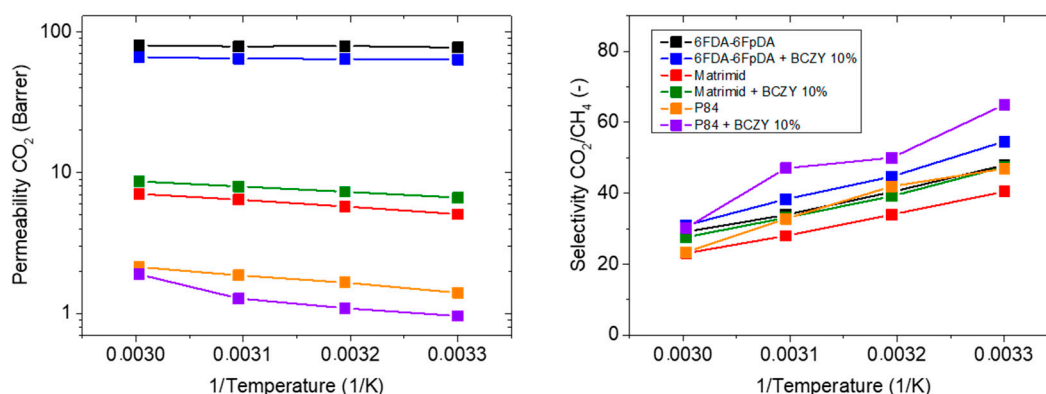 Permeability CO₂ (Barrer)
100
10
1
0.0030 0.0031 0.0032 0.0033
1/Temperature (1/K)
Selectivity CO₂/CH₄ (-)
80
60
40
20
0
6FDA-6FpDA
6FDA-6FpDA + BCZY 10%
Matrimid
Matrimid + BCZY 10%
P84
P84 + BCZY 10%
0.0030 0.0031 0.0032 0.0033
1/Temperature (1/K)